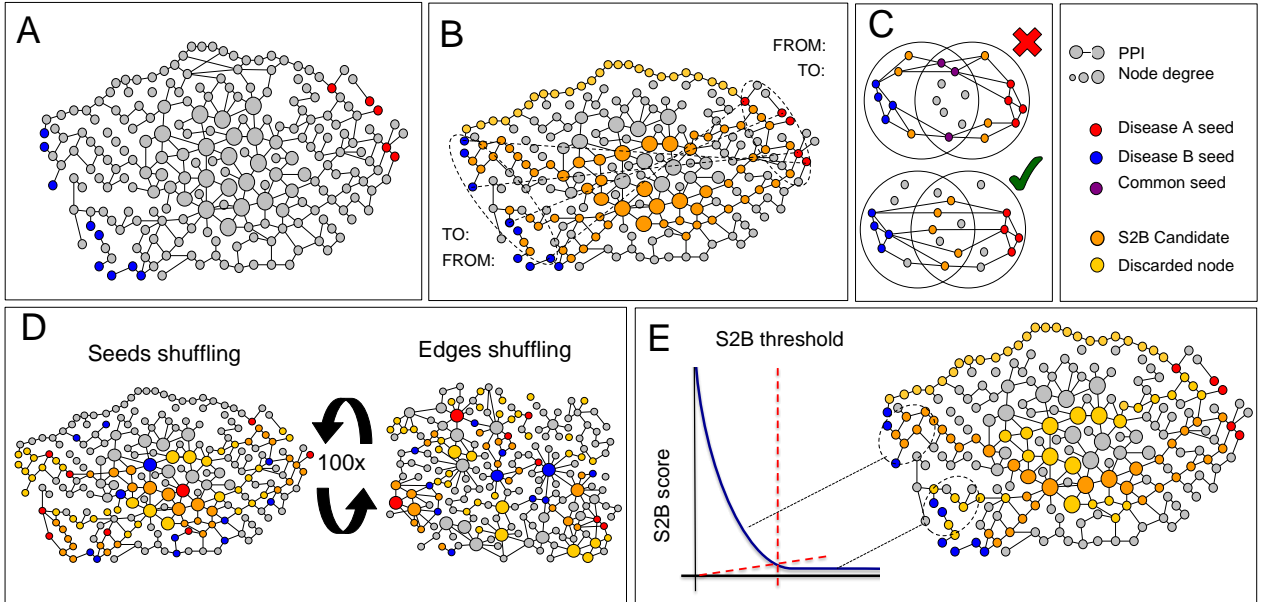 A
B
FROM:
TO:
TO:
FROM:
C
PPI
Node degree
Disease A seed
Disease B seed
Common seed
S2B Candidate
Discarded node
D
Seeds shuffling
Edges shuffling
100x
E
S2B threshold
S2B score